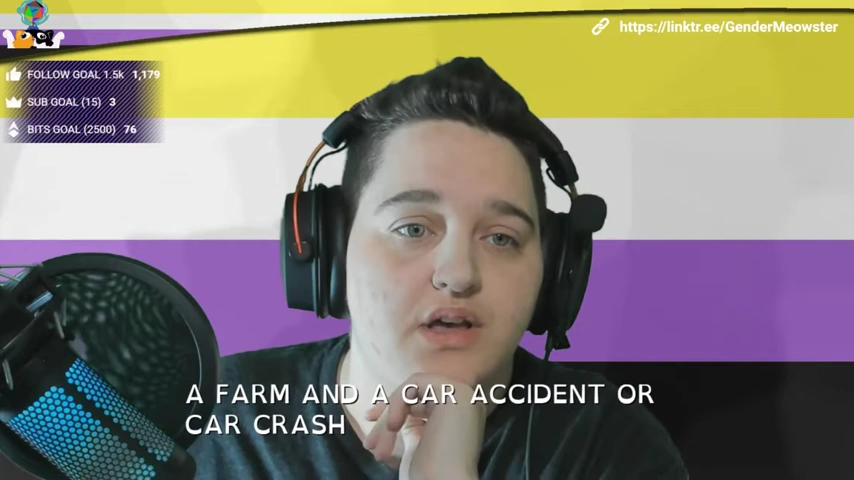 https://linktr.ee/GenderMeowster
FOLLOW GOAL 1.5k 1,179
SUB GOAL (15) 3
BITS GOAL (2500) 76
A FARM AND A CAR ACCIDENT OR
CAR CRASH